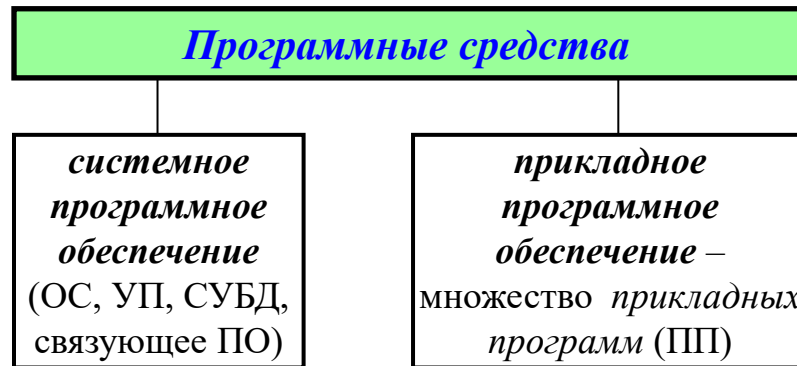 Программные средства
системное
программное
обеспечение
(ОС, УП, СУБД,
связующее ПО)
прикладное
программное
обеспечение –
множество прикладных
программ (ПП)